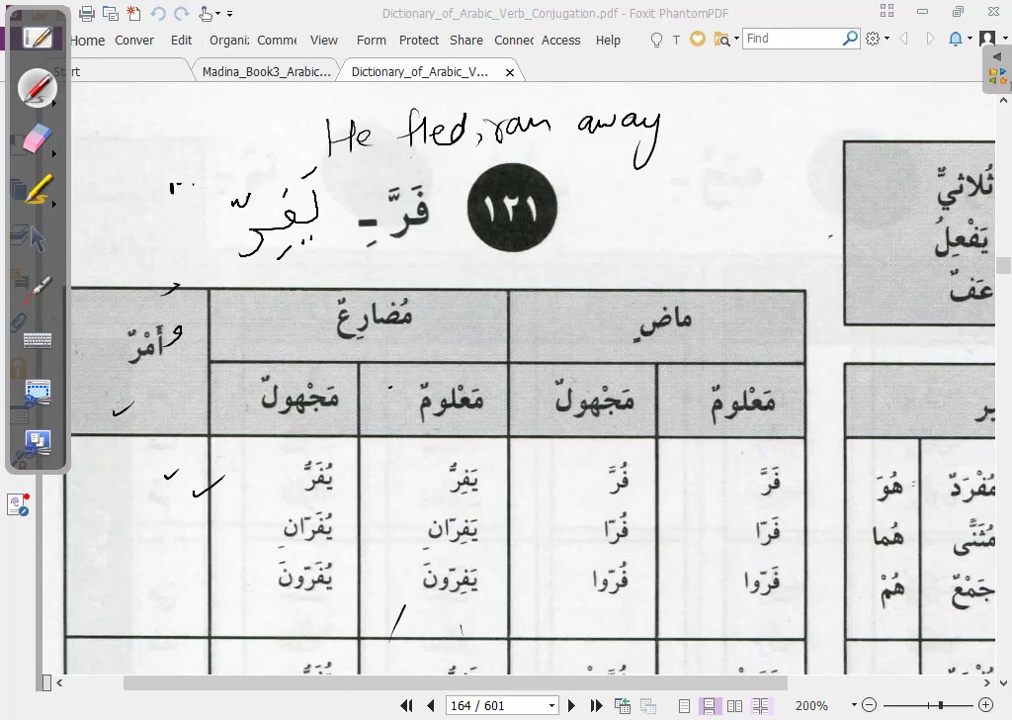 Dictionary_of_Arabic_Verb_Conjugation.pdf - Foxit PhantomPDF
Home Conver Edit Organi: Comme View Form Protect Share Connec Access Help
Find
Start Madina_Book3_Arabic... Dictionary_of_Arabic_V...
He fled, ran away
١٢١ فَرَّ ـِ
ثُلاثيٌّ
يَفْعِلُ
مُضارِعٌ ماضٍ
أَمْرٌ
مَعْلومٌ مَجْهولٌ مَعْلومٌ مَجْهولٌ
مُفْرَدٌ هُوَ فَرَّ فُرَّ يَفِرُّ يُفَرُّ
مُثَنًّى هُما فَرّا فُرّا يَفِرّانِ يُفَرّانِ
جَمْعٌ هُمْ فَرّوا فُرّوا يَفِرّونَ يُفَرّونَ
164 / 601
200%